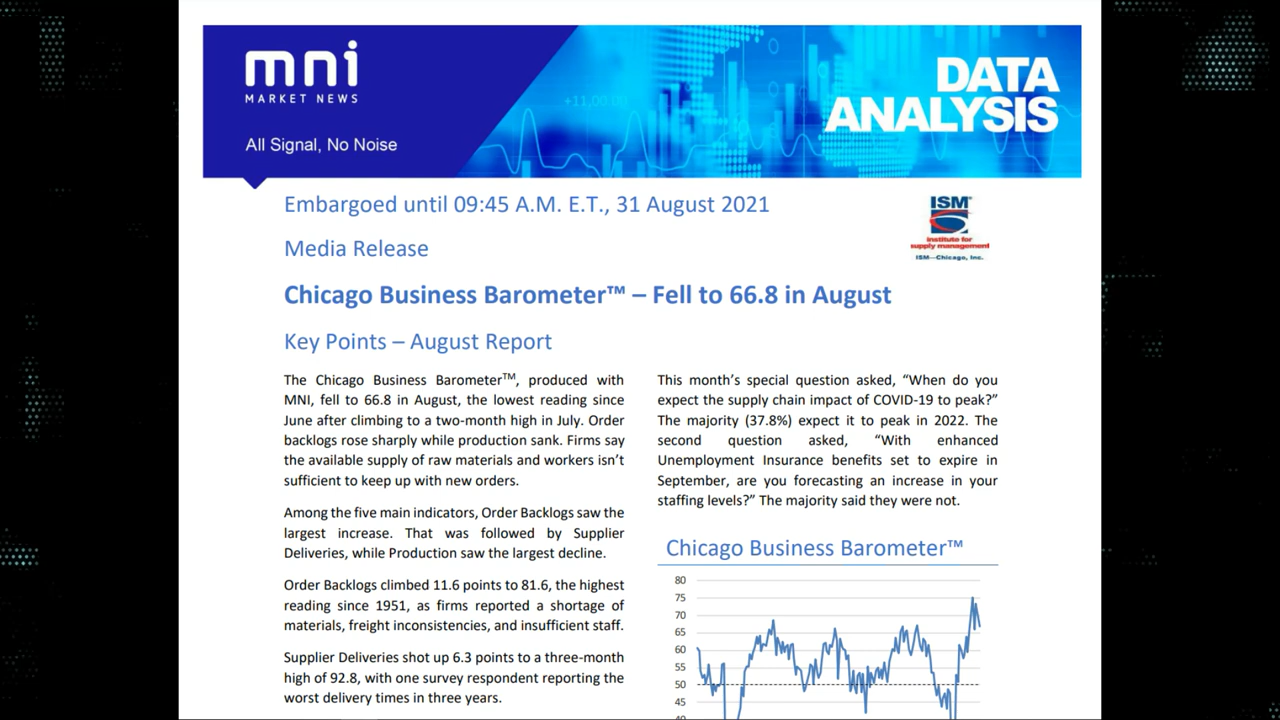 mni
MARKET NEWS
All Signal, No Noise
+11,00.00
DATA
ANALYSIS
Embargoed until 09:45 A.M. E.T., 31 August 2021
Media Release
ISM
institute for
supply management
ISM—Chicago, Inc.
Chicago Business Barometer™ – Fell to 66.8 in August
Key Points – August Report
The Chicago Business Barometer™, produced with
MNI, fell to 66.8 in August, the lowest reading since
June after climbing to a two-month high in July. Order
backlogs rose sharply while production sank. Firms say
the available supply of raw materials and workers isn’t
sufficient to keep up with new orders.
Among the five main indicators, Order Backlogs saw the
largest increase. That was followed by Supplier
Deliveries, while Production saw the largest decline.
Order Backlogs climbed 11.6 points to 81.6, the highest
reading since 1951, as firms reported a shortage of
materials, freight inconsistencies, and insufficient staff.
Supplier Deliveries shot up 6.3 points to a three-month
high of 92.8, with one survey respondent reporting the
worst delivery times in three years.
This month’s special question asked, “When do you
expect the supply chain impact of COVID-19 to peak?”
The majority (37.8%) expect it to peak in 2022. The
second question asked, “With enhanced
Unemployment Insurance benefits set to expire in
September, are you forecasting an increase in your
staffing levels?” The majority said they were not.
Chicago Business Barometer™
80
75
70
65
60
55
50
45
40